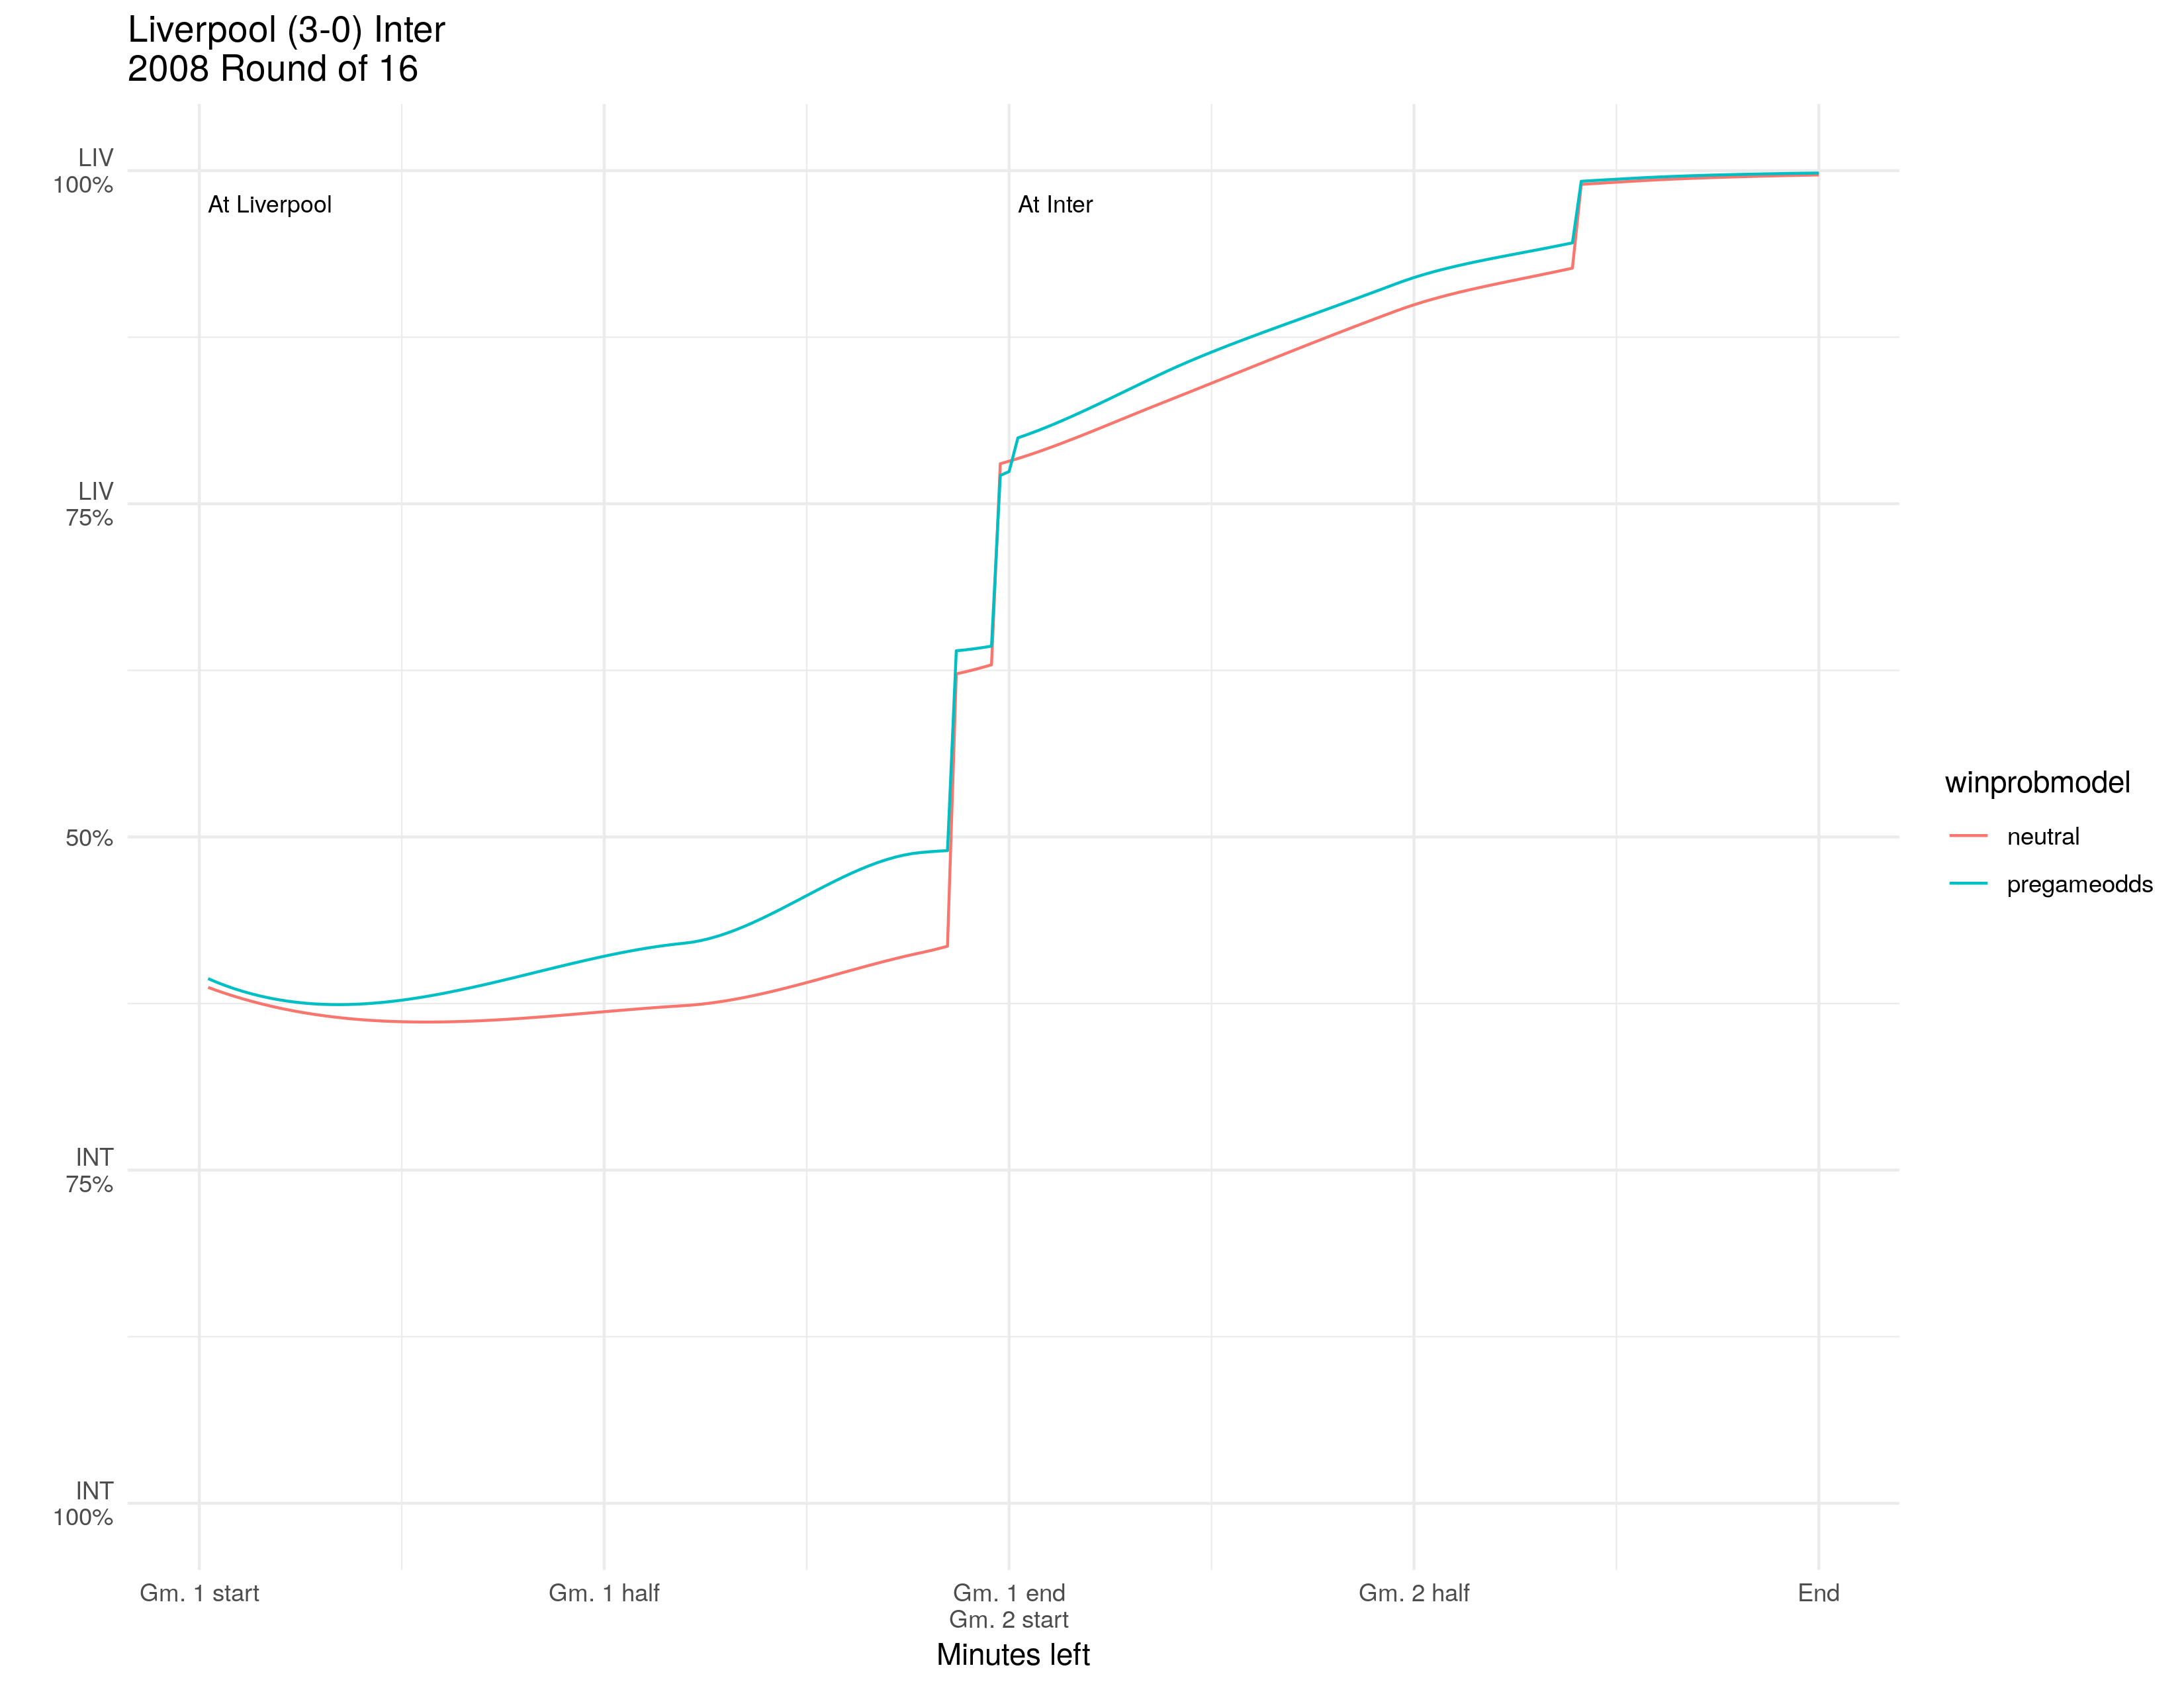 Liverpool (3-0) Inter
2008 Round of 16
LIV
100%
At Liverpool
At Inter
LIV
75%
50%
INT
75%
INT
100%
winprobmodel
neutral
pregameodds
Gm. 1 start
Gm. 1 half
Gm. 1 end
Gm. 2 start
Gm. 2 half
End
Minutes left